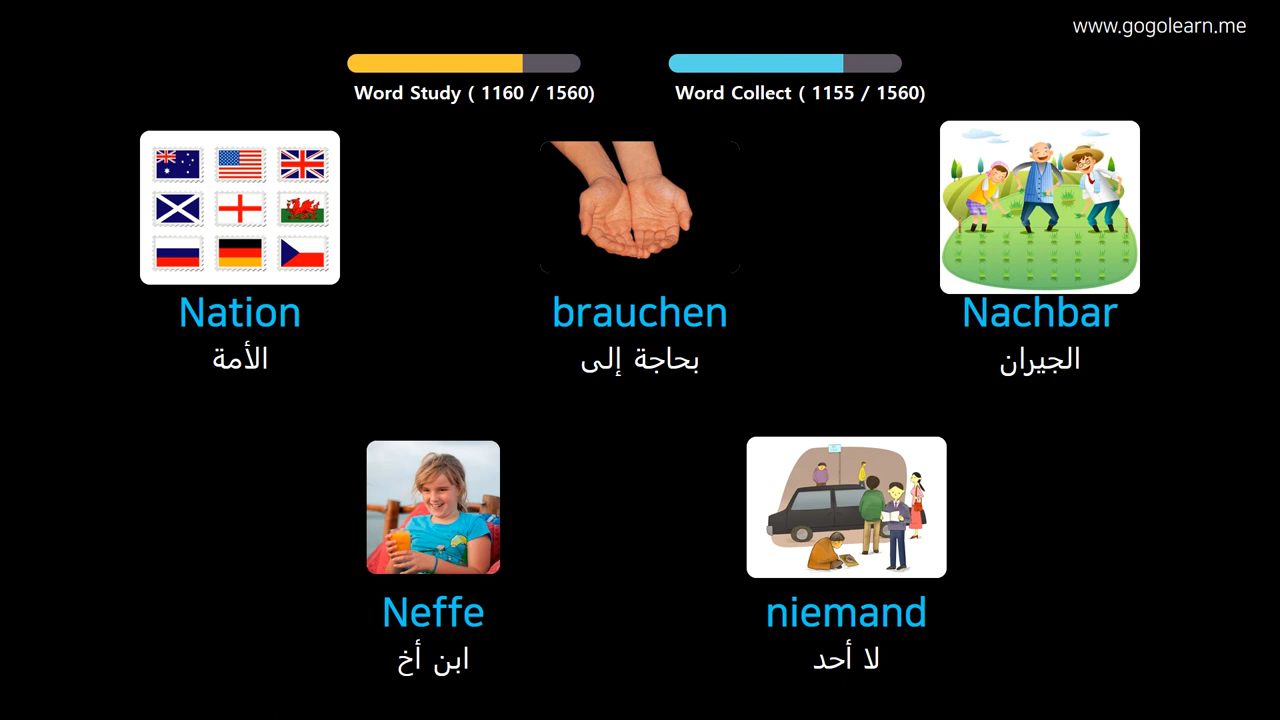 www.gogolearn.me
Word Study ( 1160 / 1560)
Word Collect ( 1155 / 1560)
Nation
الأمة
brauchen
بحاجة إلى
Nachbar
الجيران
Neffe
ابن أخ
niemand
لا أحد